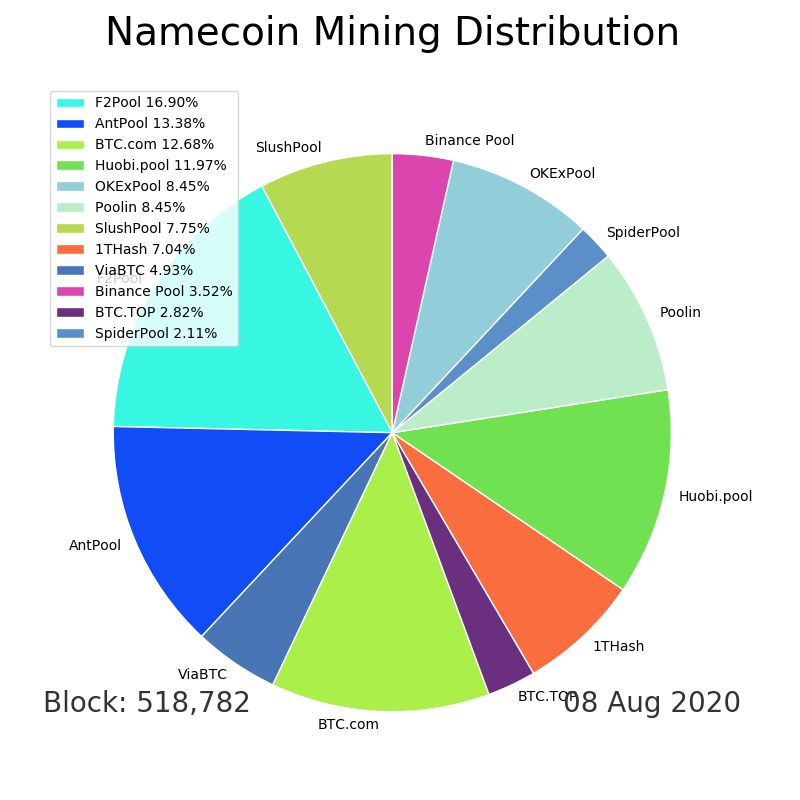 Namecoin Mining Distribution
F2Pool 16.90%
AntPool 13.38%
BTC.com 12.68%
Huobi.pool 11.97%
OKExPool 8.45%
Poolin 8.45%
SlushPool 7.75%
1THash 7.04%
ViaBTC 4.93%
Binance Pool 3.52%
BTC.TOP 2.82%
SpiderPool 2.11%
Binance Pool
SlushPool
OKExPool
SpiderPool
F2Pool
Poolin
Huobi.pool
AntPool
1THash
ViaBTC
BTC.TOP
BTC.com
Block: 518,782
08 Aug 2020